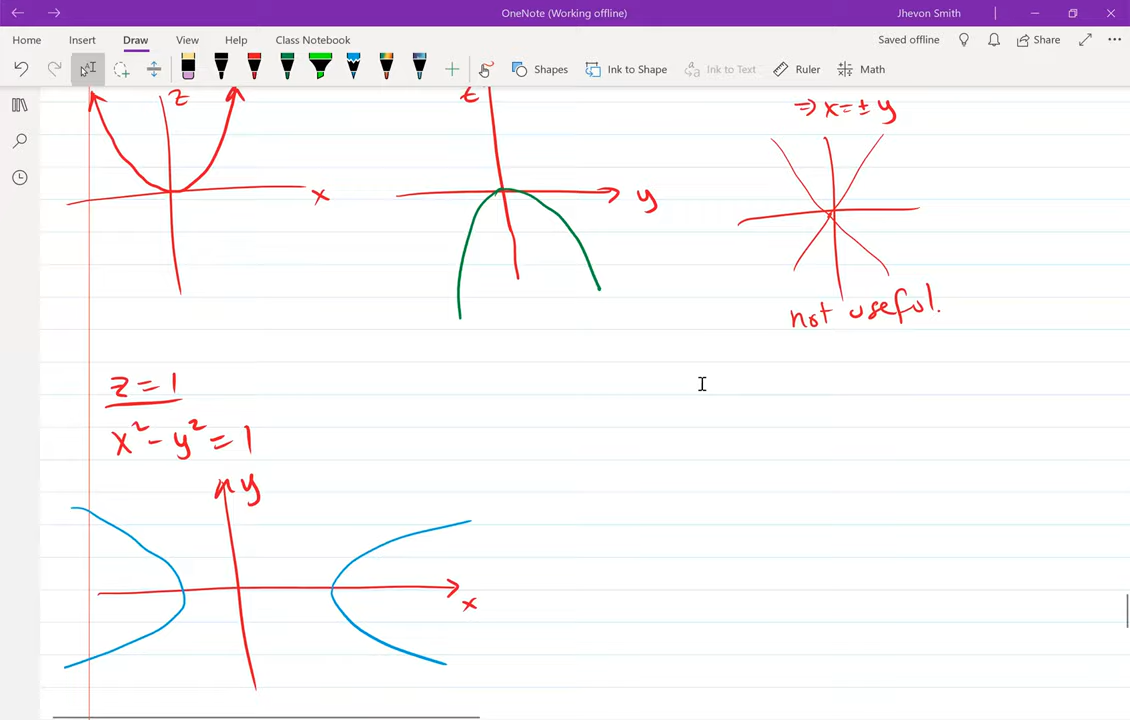 OneNote (Working offline)
Jhevon Smith
Home Insert Draw View Help Class Notebook
Saved offline
Share
Shapes
Ink to Shape
Ink to Text
Ruler
Math
z
x
z
y
⇒ x = ± y
not useful.
z = 1
x² - y² = 1
y
x